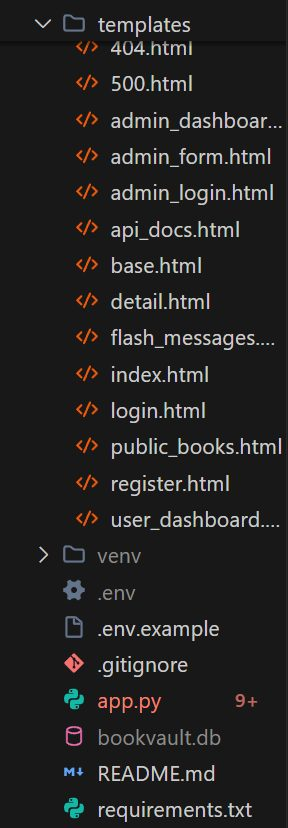 templates
404.html
500.html
admin_dashboar...
admin_form.html
admin_login.html
api_docs.html
base.html
detail.html
flash_messages....
index.html
login.html
public_books.html
register.html
user_dashboard....
venv
.env
.env.example
.gitignore
app.py 9+
bookvault.db
README.md
requirements.txt